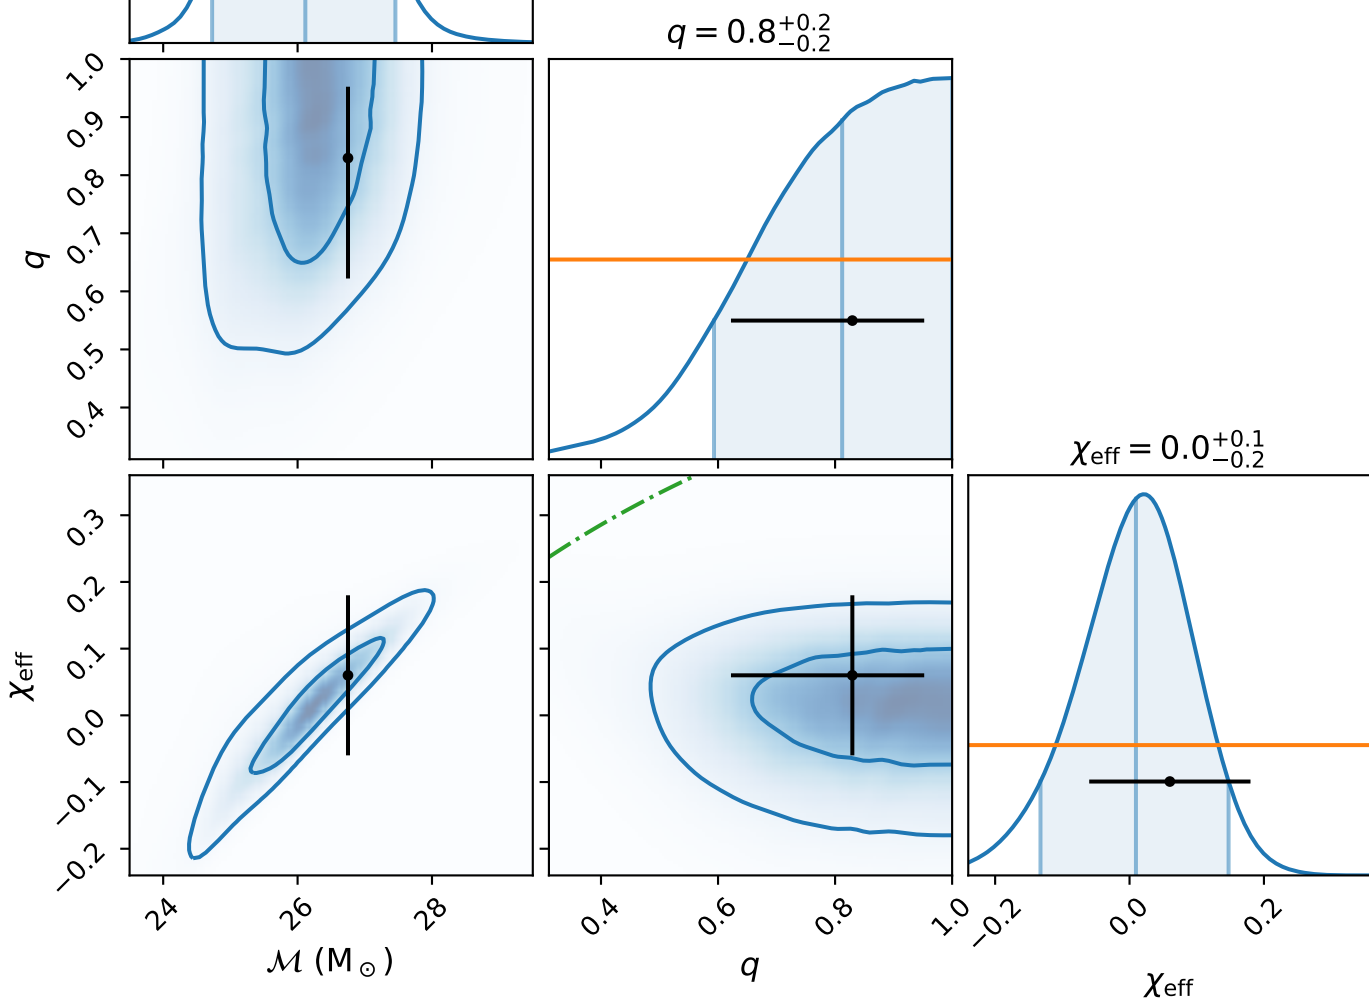 q = 0.8^{+0.2}_{-0.2}
1.0
0.9
0.8
0.7
0.6
0.5
0.4
q
χ_eff = 0.0^{+0.1}_{-0.2}
0.3
0.2
0.1
0.0
−0.1
−0.2
χ_eff
24 26 28
0.4 0.6 0.8 1.0
−0.2 0.0 0.2
ℳ (M_⊙)
q
χ_eff